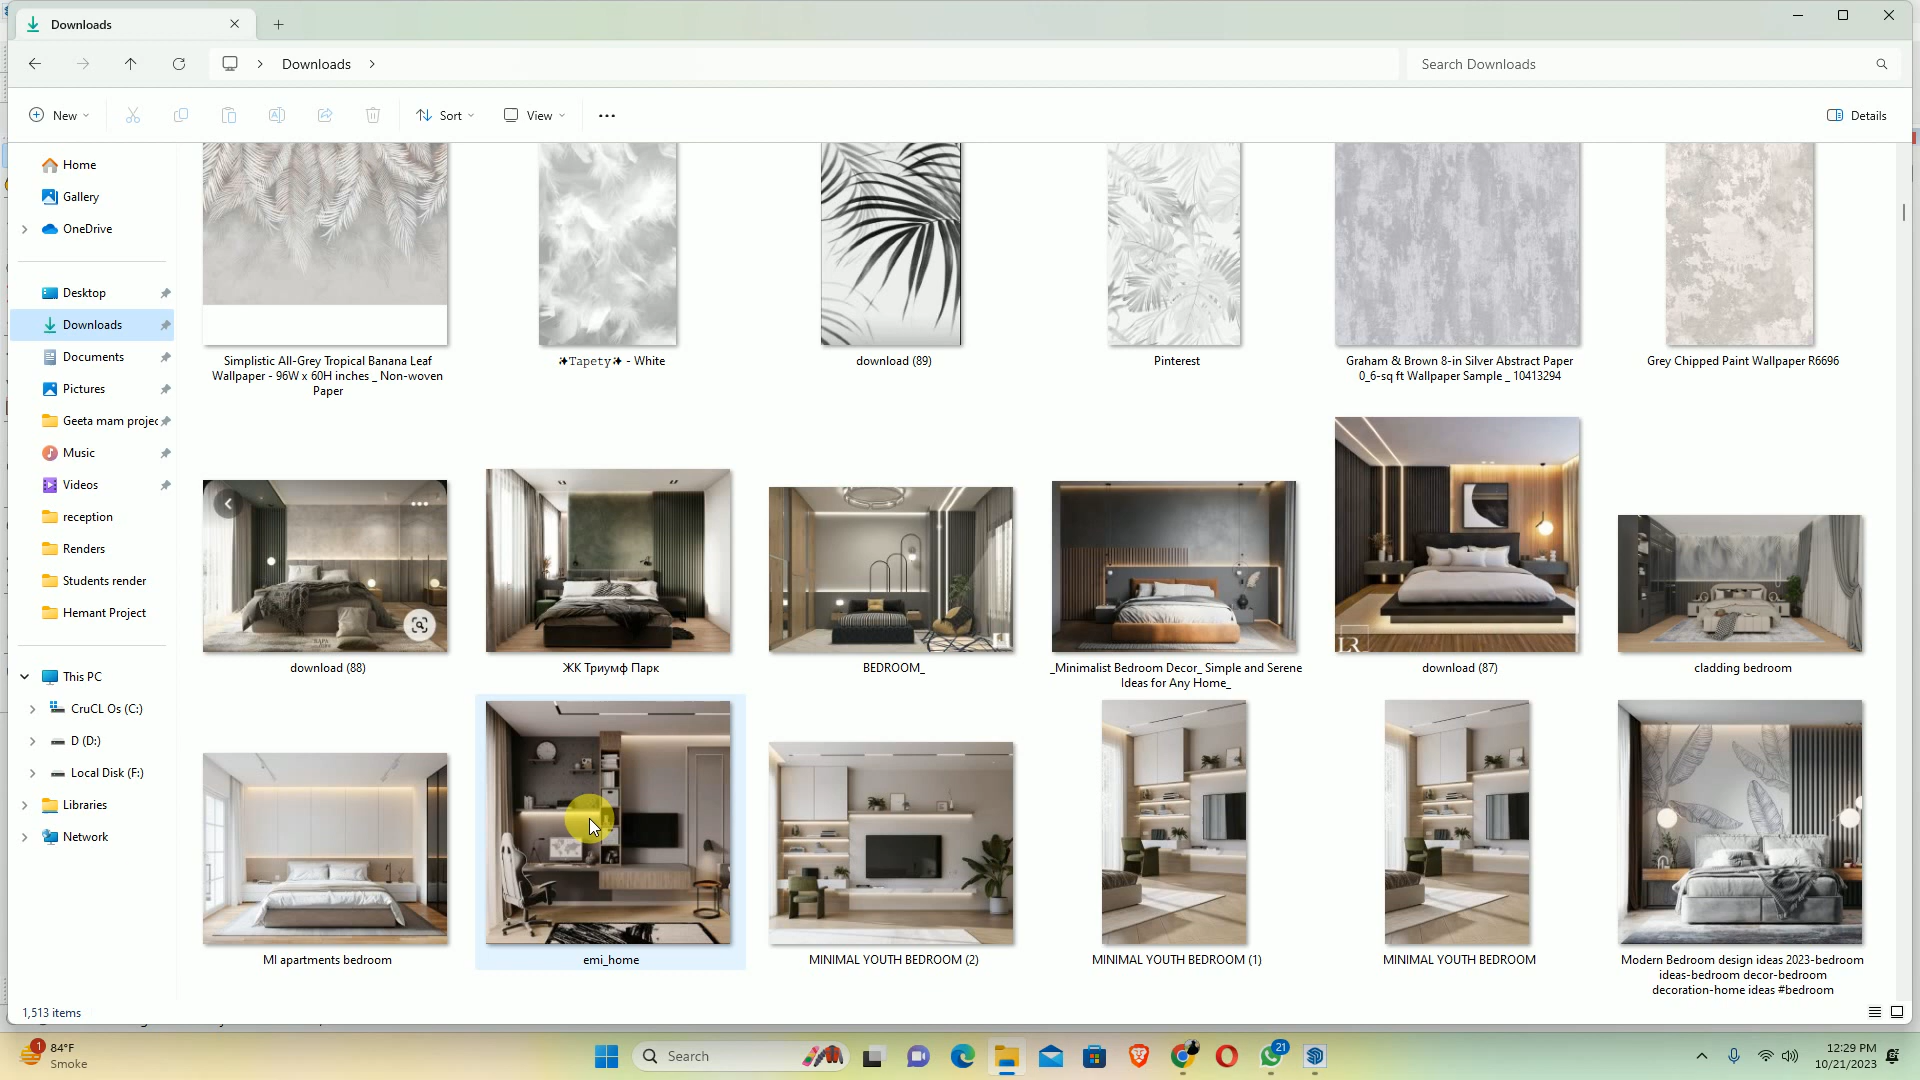 Downloads
Downloads
Search Downloads
New
Sort
View
Details
Home
Gallery
OneDrive
Desktop
Downloads
Documents
Pictures
Geeta mam projec
Music
Videos
reception
Renders
Students render
Hemant Project
This PC
CruCL Os (C:)
D (D:)
Local Disk (F:)
Libraries
Network
Simplistic All-Grey Tropical Banana Leaf
Wallpaper - 96W x 60H inches _ Non-woven
Paper
✦Tapety✦ - White
download (89)
Pinterest
Graham & Brown 8-in Silver Abstract Paper
0_6-sq ft Wallpaper Sample _ 10413294
Grey Chipped Paint Wallpaper R6696
download (88)
ЖК Триумф Парк
BEDROOM_
_Minimalist Bedroom Decor_ Simple and Serene
Ideas for Any Home_
LR
download (87)
cladding bedroom
MI apartments bedroom
emi_home
MINIMAL YOUTH BEDROOM (2)
MINIMAL YOUTH BEDROOM (1)
MINIMAL YOUTH BEDROOM
Modern Bedroom design ideas 2023-bedroom
ideas-bedroom decor-bedroom
decoration-home ideas #bedroom
1,513 items
1
84°F
Smoke
Search
21
12:29 PM
10/21/2023